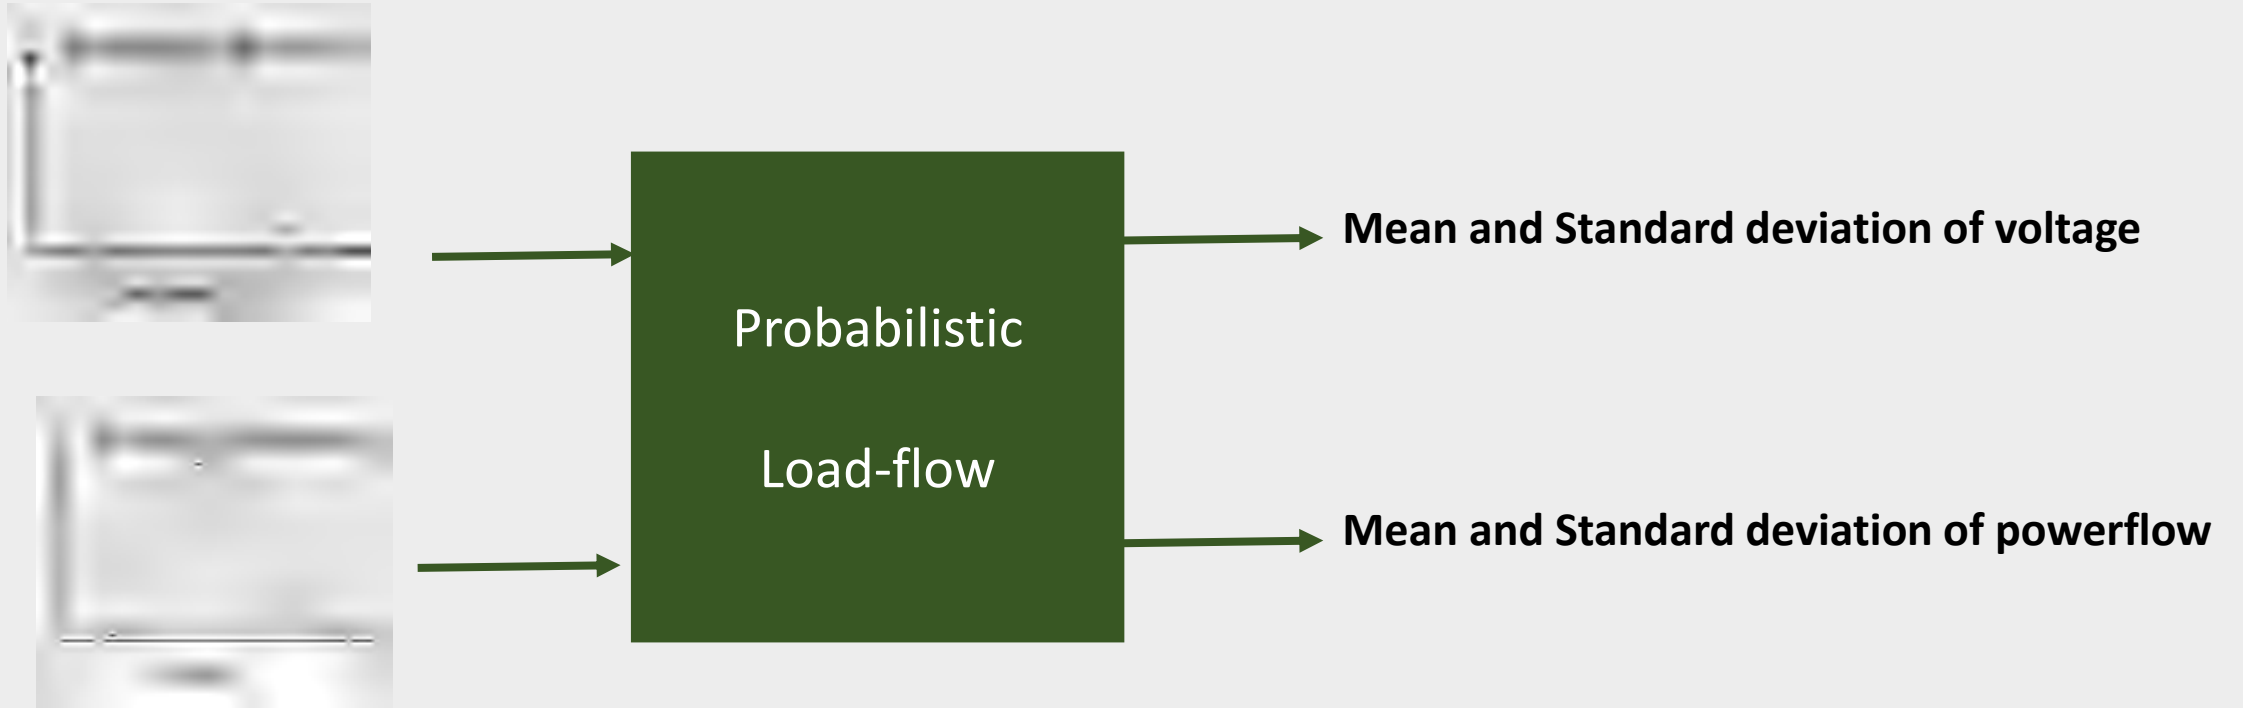 Probabilistic
Load-flow
Mean and Standard deviation of voltage
Mean and Standard deviation of powerflow